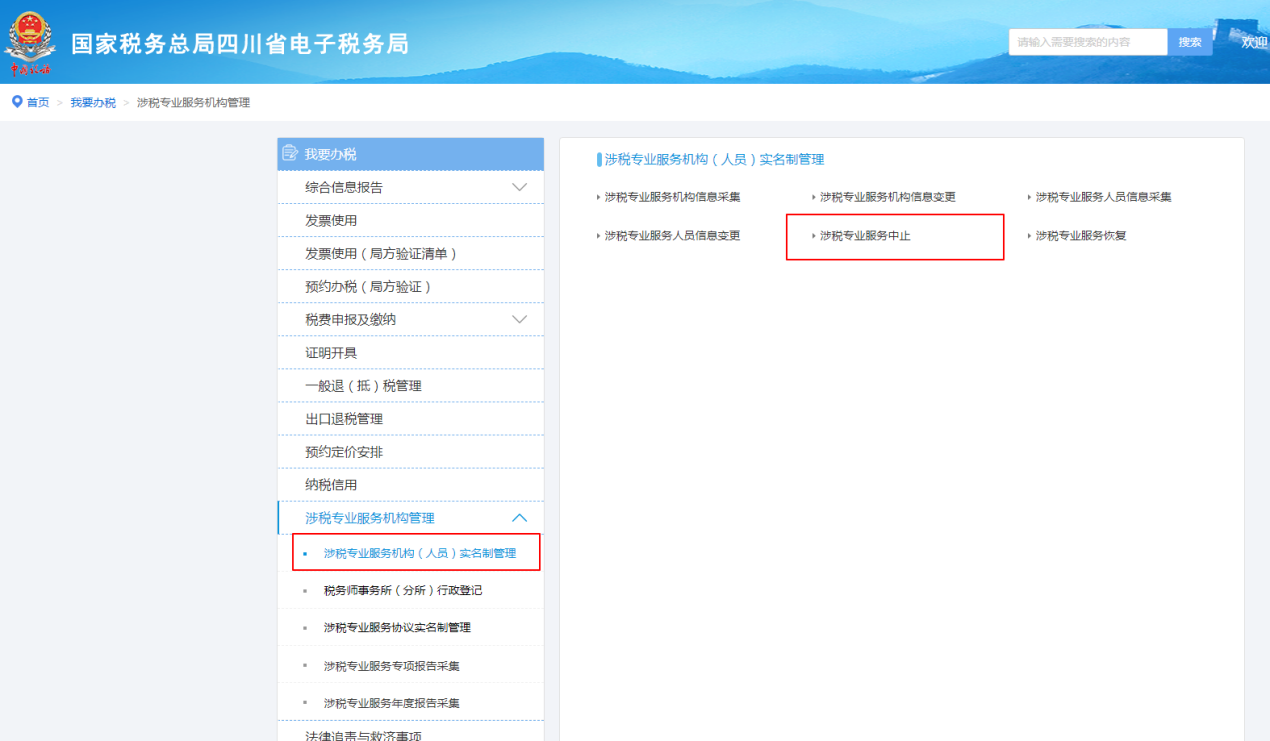 国家税务总局四川省电子税务局
请输入需要搜索的内容
搜索
欢迎
中国税务
首页 > 我要办税 > 涉税专业服务机构管理
我要办税
综合信息报告
发票使用
发票使用（局方验证清单）
预约办税（局方验证）
税费申报及缴纳
证明开具
一般退（抵）税管理
出口退税管理
预约定价安排
纳税信用
涉税专业服务机构管理
涉税专业服务机构（人员）实名制管理
税务师事务所（分所）行政登记
涉税专业服务协议实名制管理
涉税专业服务专项报告采集
涉税专业服务年度报告采集
法律追责与救济事项
涉税专业服务机构（人员）实名制管理
涉税专业服务机构信息采集
涉税专业服务机构信息变更
涉税专业服务人员信息采集
涉税专业服务人员信息变更
涉税专业服务中止
涉税专业服务恢复